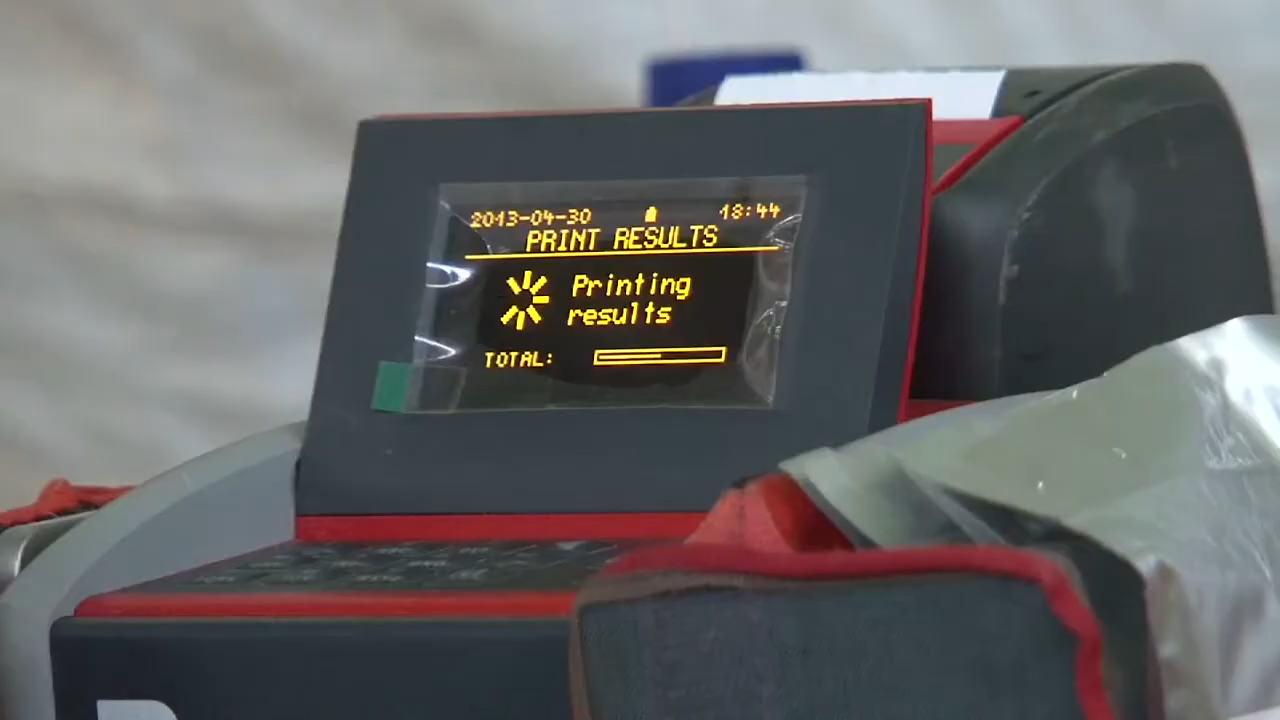 2013-04-30 18:44
PRINT RESULTS
Printing
results
TOTAL: